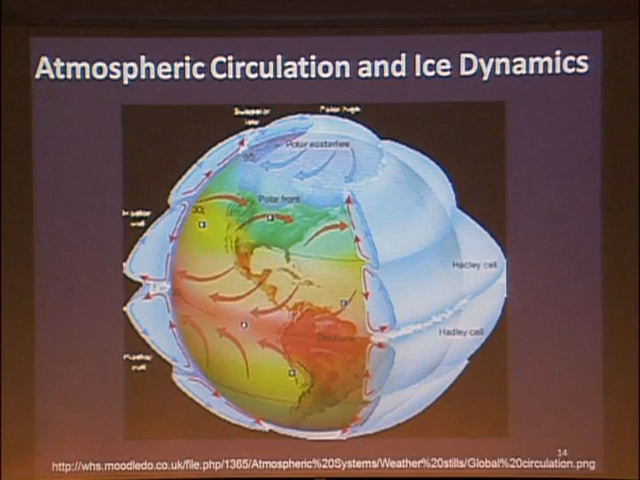 Atmospheric Circulation and Ice Dynamics
Polar high
Polar easterlies
Polar front
Hadley cell
Hadley cell
14
http://whs.moodledo.co.uk/file.php/1365/Atmospheric%20Systems/Weather%20stills/Global%20circulation.png